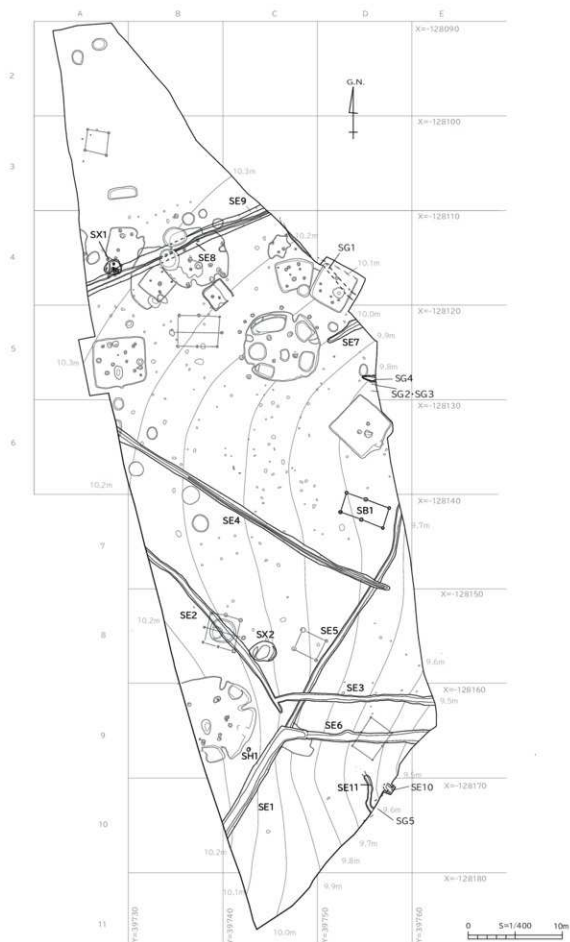 A B C D E
X=-128090
2
G.N.
X=-128100
3
10.3m
SE9
X=-128110
SX1
10.2m
SG1
4
SE8
10.1m
10.0m
X=-128120
9.9m
5
SE7
10.3m
9.8m
SG4
SG2・SG3
X=-128130
6
10.2m
X=-128140
SB1
9.7m
SE4
7
X=-128150
SE2
10.2m
SX2
SE5
8
9.6m
X=-128160
SE3
9.5m
SE6
9
SH1
9.5m
X=-128170
SE11
SE10
SE1
9.6m
SG5
10
9.7m
10.2m
9.8m
X=-128180
10.1m
9.9m
11
Y=39730
Y=39740
10.0m
Y=39750
Y=39760
0 S=1/400 10m